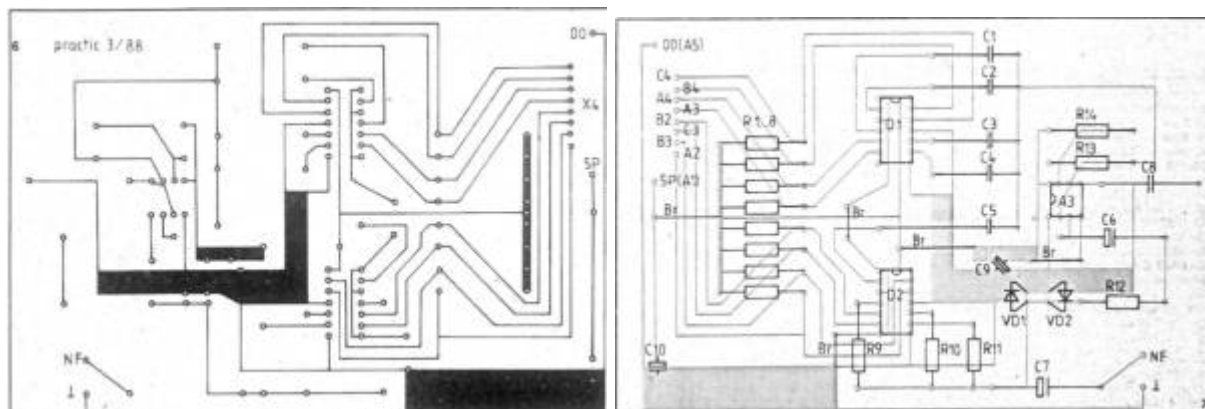 6
practic 3/88
DO
X4
SP
NF
⊥
DD(A5)
C4
B4
A4
A3
B2
C3
B3
A2
SP(A1)
Br
R1...8
D1
C1
C2
C3
C4
C5
R14
R13
C8
A3
C6
Br
Br
Br
C9
R12
VD1
VD2
D2
Br
R9
R10
R11
C10
C7
NF
⊥